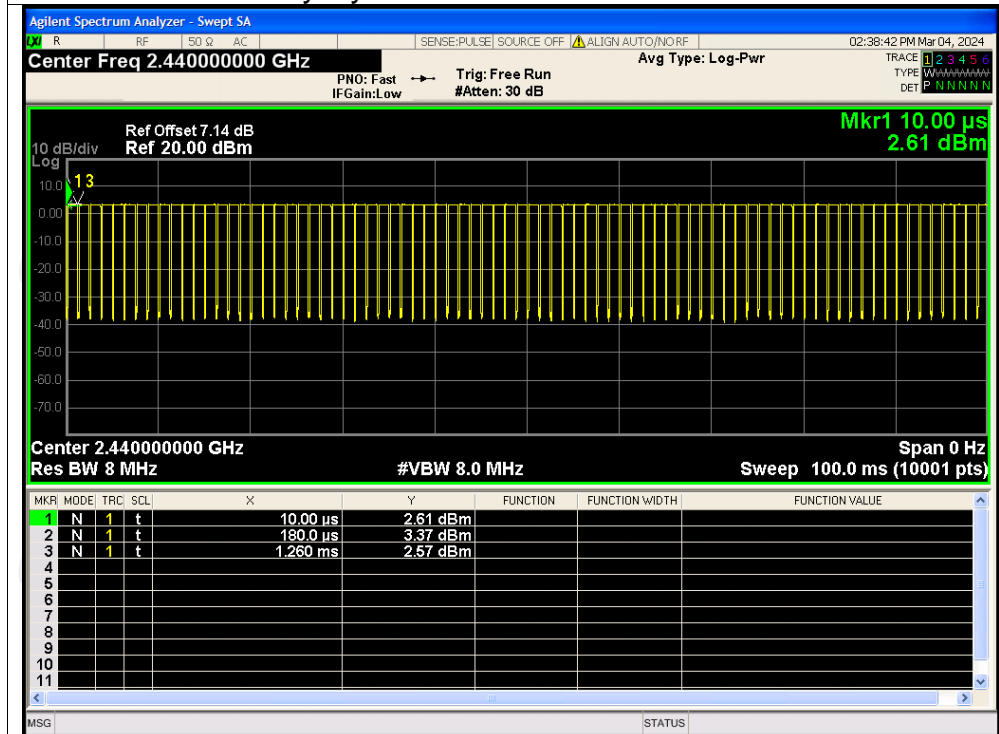 Agilent Spectrum Analyzer - Swept SA
LXI R RF 50 Ω AC SENSE:PULSE SOURCE OFF ALIGN AUTO/NO RF 02:38:42 PM Mar 04, 2024
Center Freq 2.440000000 GHz Avg Type: Log-Pwr TRACE 1 2 3 4 5 6
PNO: Fast Trig: Free Run TYPE W
IFGain:Low #Atten: 30 dB DET P N N N N N
Mkr1 10.00 µs
Ref Offset 7.14 dB
10 dB/div Ref 20.00 dBm 2.61 dBm
Log
10.0 1 3
0.00
-10.0
-20.0
-30.0
-40.0
-50.0
-60.0
-70.0
Center 2.440000000 GHz Span 0 Hz
Res BW 8 MHz #VBW 8.0 MHz Sweep 100.0 ms (10001 pts)
MKR MODE TRC SCL X Y FUNCTION FUNCTION WIDTH FUNCTION VALUE
1 N 1 t 10.00 µs 2.61 dBm
2 N 1 t 180.0 µs 3.37 dBm
3 N 1 t 1.260 ms 2.57 dBm
4
5
6
7
8
9
10
11
MSG STATUS